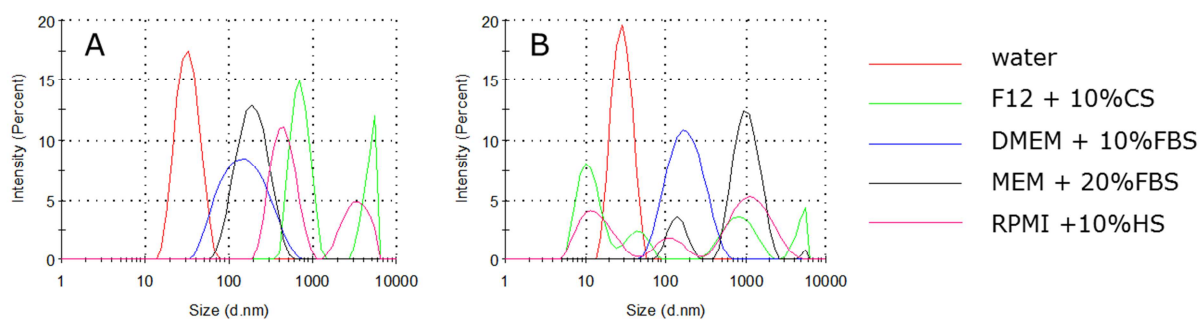 A
Intensity (Percent)
20
15
10
5
0
1 10 100 1000 10000
Size (d.nm)
B
Intensity (Percent)
20
15
10
5
0
1 10 100 1000 10000
Size (d.nm)
water
F12 + 10%CS
DMEM + 10%FBS
MEM + 20%FBS
RPMI +10%HS